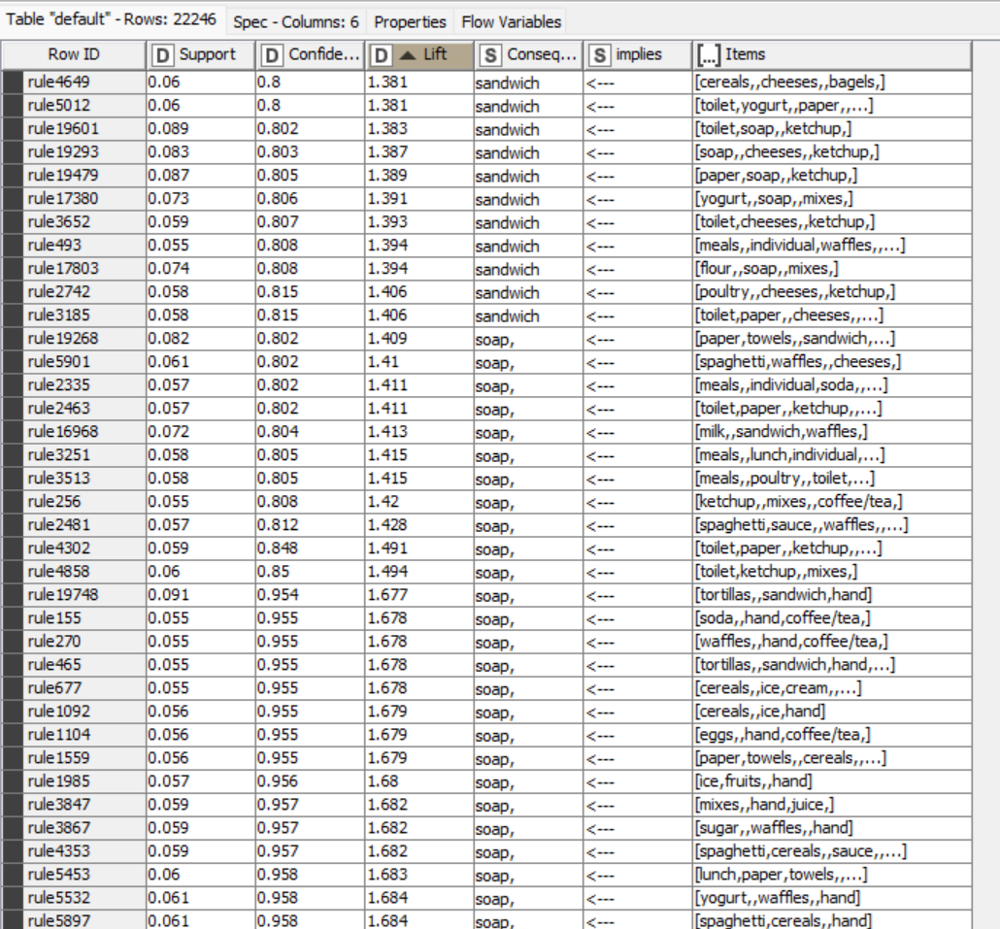 Table "default" - Rows: 22246 Spec - Columns: 6 Properties Flow Variables
Row ID D Support D Confide... D Lift S Conseq... S implies [...] Items
rule4649 0.06 0.8 1.381 sandwich <--- [cereals,,cheeses,,bagels,]
rule5012 0.06 0.8 1.381 sandwich <--- [toilet,yogurt,,paper,,...]
rule19601 0.089 0.802 1.383 sandwich <--- [toilet,soap,,ketchup,]
rule19293 0.083 0.803 1.387 sandwich <--- [soap,,cheeses,,ketchup,]
rule19479 0.087 0.805 1.389 sandwich <--- [paper,soap,,ketchup,]
rule17380 0.073 0.806 1.391 sandwich <--- [yogurt,,soap,,mixes,]
rule3652 0.059 0.807 1.393 sandwich <--- [toilet,cheeses,,ketchup,]
rule493 0.055 0.808 1.394 sandwich <--- [meals,,individual,waffles,,...]
rule17803 0.074 0.808 1.394 sandwich <--- [flour,,soap,,mixes,]
rule2742 0.058 0.815 1.406 sandwich <--- [poultry,,cheeses,,ketchup,]
rule3185 0.058 0.815 1.406 sandwich <--- [toilet,paper,,cheeses,,...]
rule19268 0.082 0.802 1.409 soap, <--- [paper,towels,,sandwich,...]
rule5901 0.061 0.802 1.41 soap, <--- [spaghetti,waffles,,cheeses,]
rule2335 0.057 0.802 1.411 soap, <--- [meals,,individual,soda,,...]
rule2463 0.057 0.802 1.411 soap, <--- [toilet,paper,,ketchup,,...]
rule16968 0.072 0.804 1.413 soap, <--- [milk,,sandwich,waffles,]
rule3251 0.058 0.805 1.415 soap, <--- [meals,,lunch,individual,...]
rule3513 0.058 0.805 1.415 soap, <--- [meals,,poultry,,toilet,...]
rule256 0.055 0.808 1.42 soap, <--- [ketchup,,mixes,,coffee/tea,]
rule2481 0.057 0.812 1.428 soap, <--- [spaghetti,sauce,,waffles,,...]
rule4302 0.059 0.848 1.491 soap, <--- [toilet,paper,,ketchup,,...]
rule4858 0.06 0.85 1.494 soap, <--- [toilet,ketchup,,mixes,]
rule19748 0.091 0.954 1.677 soap, <--- [tortillas,,sandwich,hand]
rule155 0.055 0.955 1.678 soap, <--- [soda,,hand,coffee/tea,]
rule270 0.055 0.955 1.678 soap, <--- [waffles,,hand,coffee/tea,]
rule465 0.055 0.955 1.678 soap, <--- [tortillas,,sandwich,hand,...]
rule677 0.055 0.955 1.678 soap, <--- [cereals,,ice,cream,,...]
rule1092 0.056 0.955 1.679 soap, <--- [cereals,,ice,hand]
rule1104 0.056 0.955 1.679 soap, <--- [eggs,,hand,coffee/tea,]
rule1559 0.056 0.955 1.679 soap, <--- [paper,towels,,cereals,,...]
rule1985 0.057 0.956 1.68 soap, <--- [ice,fruits,,hand]
rule3847 0.059 0.957 1.682 soap, <--- [mixes,,hand,juice,]
rule3867 0.059 0.957 1.682 soap, <--- [sugar,,waffles,,hand]
rule4353 0.059 0.957 1.682 soap, <--- [spaghetti,cereals,,sauce,,...]
rule5453 0.06 0.958 1.683 soap, <--- [lunch,paper,towels,,...]
rule5532 0.061 0.958 1.684 soap, <--- [yogurt,,waffles,,hand]
rule5897 0.061 0.958 1.684 soap, <--- [spaghetti,cereals,,hand]